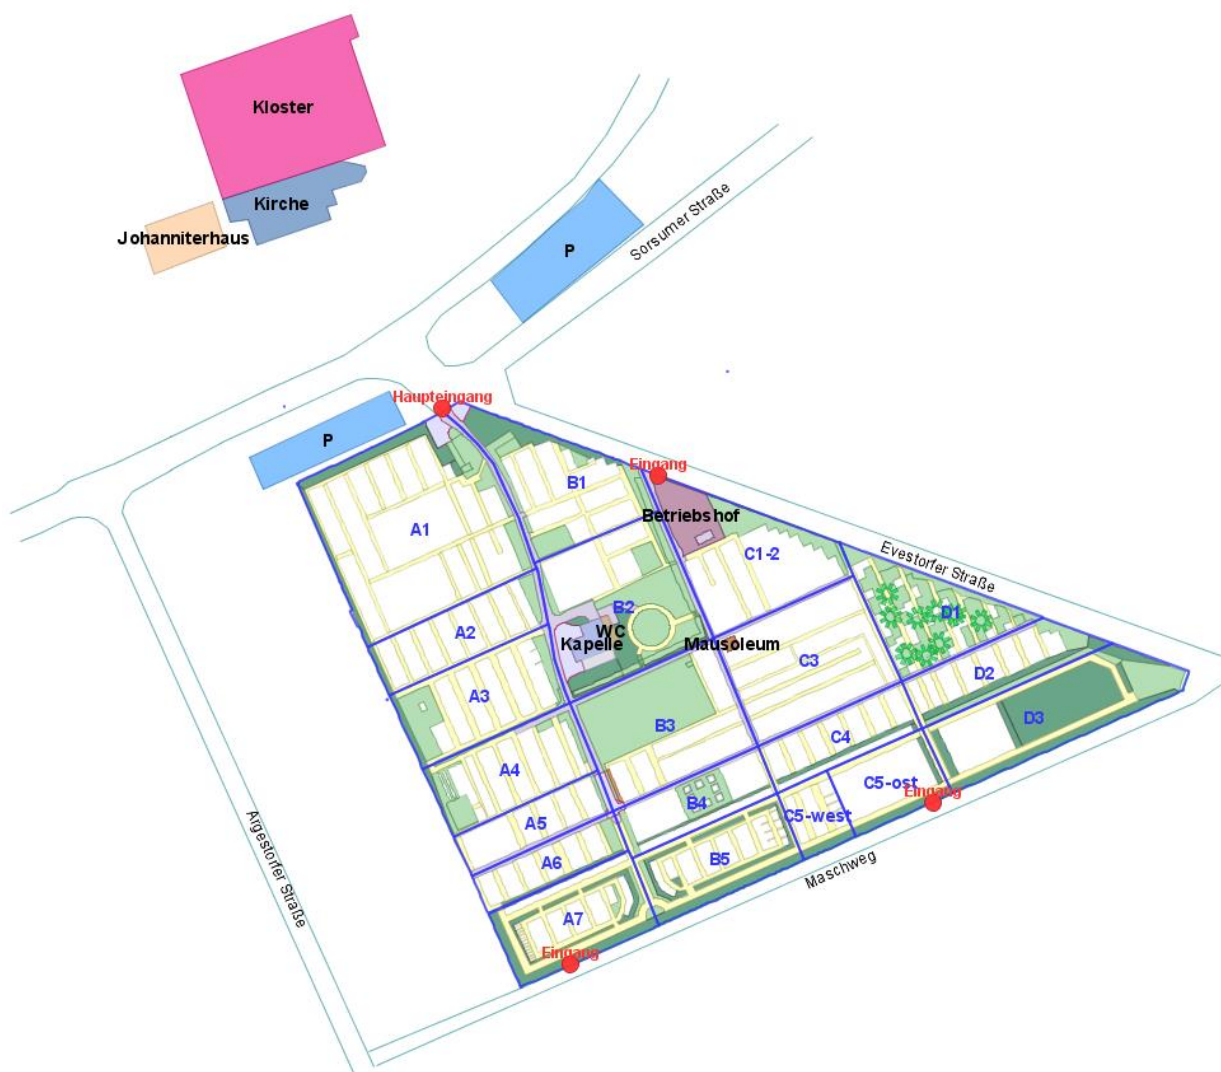 Kloster
Kirche
Johanniterhaus
P
Sorsumer Straße
Haupteingang
P
Eingang
B1
Betriebshof
A1
C1-2
Evestorfer Straße
B2
D1
A2
WC
Kapelle
Mausoleum
C3
D2
A3
B3
D3
C4
A4
C5-ost
Eingang
B4
C5-west
A5
Argestorfer Straße
A6
B5
Maschweg
A7
Eingang